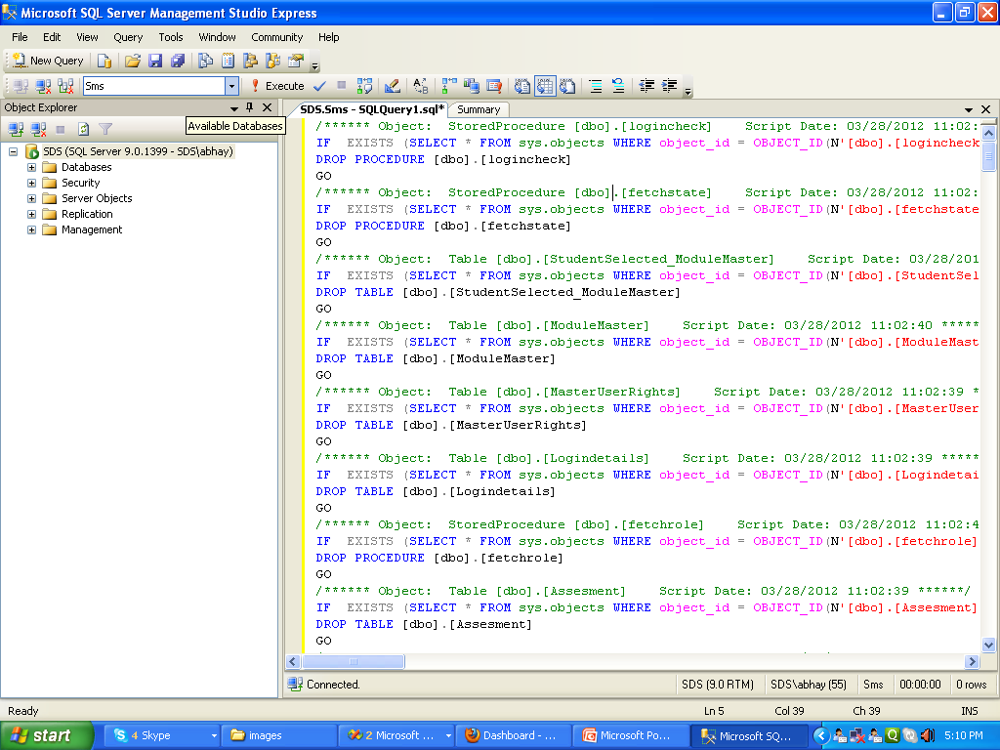 Microsoft SQL Server Management Studio Express
File Edit View Query Tools Window Community Help
New Query
Sms Execute
Object Explorer
Available Databases
SDS (SQL Server 9.0.1399 - SDS\abhay)
Databases
Security
Server Objects
Replication
Management
SDS.Sms - SQLQuery1.sql* Summary
/****** Object:  StoredProcedure [dbo].[logincheck]    Script Date: 03/28/2012 11:02:
IF  EXISTS (SELECT * FROM sys.objects WHERE object_id = OBJECT_ID(N'[dbo].[logincheck
DROP PROCEDURE [dbo].[logincheck]
GO
/****** Object:  StoredProcedure [dbo].[fetchstate]    Script Date: 03/28/2012 11:02:
IF  EXISTS (SELECT * FROM sys.objects WHERE object_id = OBJECT_ID(N'[dbo].[fetchstate
DROP PROCEDURE [dbo].[fetchstate]
GO
/****** Object:  Table [dbo].[StudentSelected_ModuleMaster]    Script Date: 03/28/201
IF  EXISTS (SELECT * FROM sys.objects WHERE object_id = OBJECT_ID(N'[dbo].[StudentSel
DROP TABLE [dbo].[StudentSelected_ModuleMaster]
GO
/****** Object:  Table [dbo].[ModuleMaster]    Script Date: 03/28/2012 11:02:40 *****
IF  EXISTS (SELECT * FROM sys.objects WHERE object_id = OBJECT_ID(N'[dbo].[ModuleMast
DROP TABLE [dbo].[ModuleMaster]
GO
/****** Object:  Table [dbo].[MasterUserRights]    Script Date: 03/28/2012 11:02:39 *
IF  EXISTS (SELECT * FROM sys.objects WHERE object_id = OBJECT_ID(N'[dbo].[MasterUser
DROP TABLE [dbo].[MasterUserRights]
GO
/****** Object:  Table [dbo].[Logindetails]    Script Date: 03/28/2012 11:02:39 *****
IF  EXISTS (SELECT * FROM sys.objects WHERE object_id = OBJECT_ID(N'[dbo].[Logindetai
DROP TABLE [dbo].[Logindetails]
GO
/****** Object:  StoredProcedure [dbo].[fetchrole]    Script Date: 03/28/2012 11:02:4
IF  EXISTS (SELECT * FROM sys.objects WHERE object_id = OBJECT_ID(N'[dbo].[fetchrole]
DROP PROCEDURE [dbo].[fetchrole]
GO
/****** Object:  Table [dbo].[Assesment]    Script Date: 03/28/2012 11:02:39 ******/
IF  EXISTS (SELECT * FROM sys.objects WHERE object_id = OBJECT_ID(N'[dbo].[Assesment]
DROP TABLE [dbo].[Assesment]
GO
Connected. SDS (9.0 RTM) SDS\abhay (55) Sms 00:00:00 0 rows
Ready Ln 5 Col 39 Ch 39 INS
start 4 Skype images 2 Microsoft ... Dashboard - ... Microsoft Po... Microsoft SQ... 5:10 PM